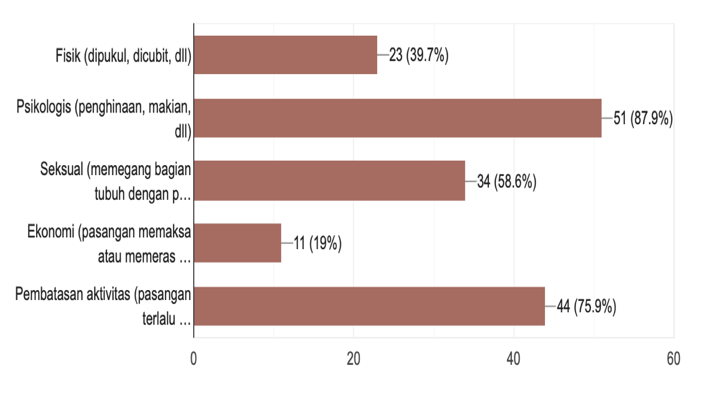 Fisik (dipukul, dicubit, dll)
23 (39.7%)
Psikologis (penghinaan, makian,
dll)
51 (87.9%)
Seksual (memegang bagian
tubuh dengan p...
34 (58.6%)
Ekonomi (pasangan memaksa
atau memeras ...
11 (19%)
Pembatasan aktivitas (pasangan
terlalu ...
44 (75.9%)
0
20
40
60